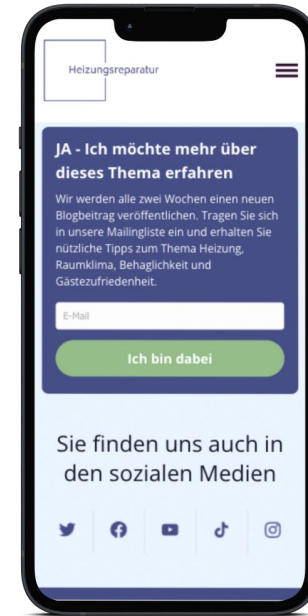 Heizungsreparatur
JA - Ich möchte mehr über
dieses Thema erfahren
Wir werden alle zwei Wochen einen neuen
Blogbeitrag veröffentlichen. Tragen Sie sich
in unsere Mailingliste ein und erhalten Sie
nützliche Tipps zum Thema Heizung,
Raumklima, Behaglichkeit und
Gästezufriedenheit.
E-Mail
Ich bin dabei
Sie finden uns auch in
den sozialen Medien